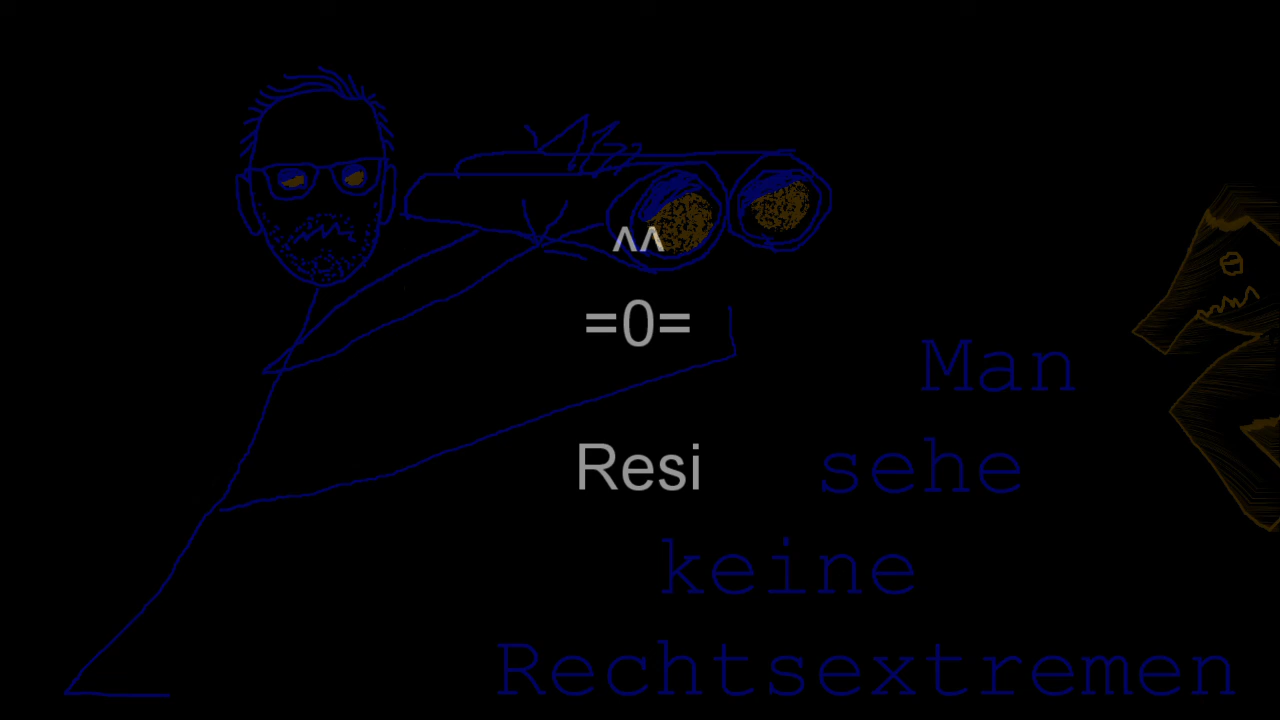 ^^
=0=
Resi
Man
sehe
keine
Rechtsextremen